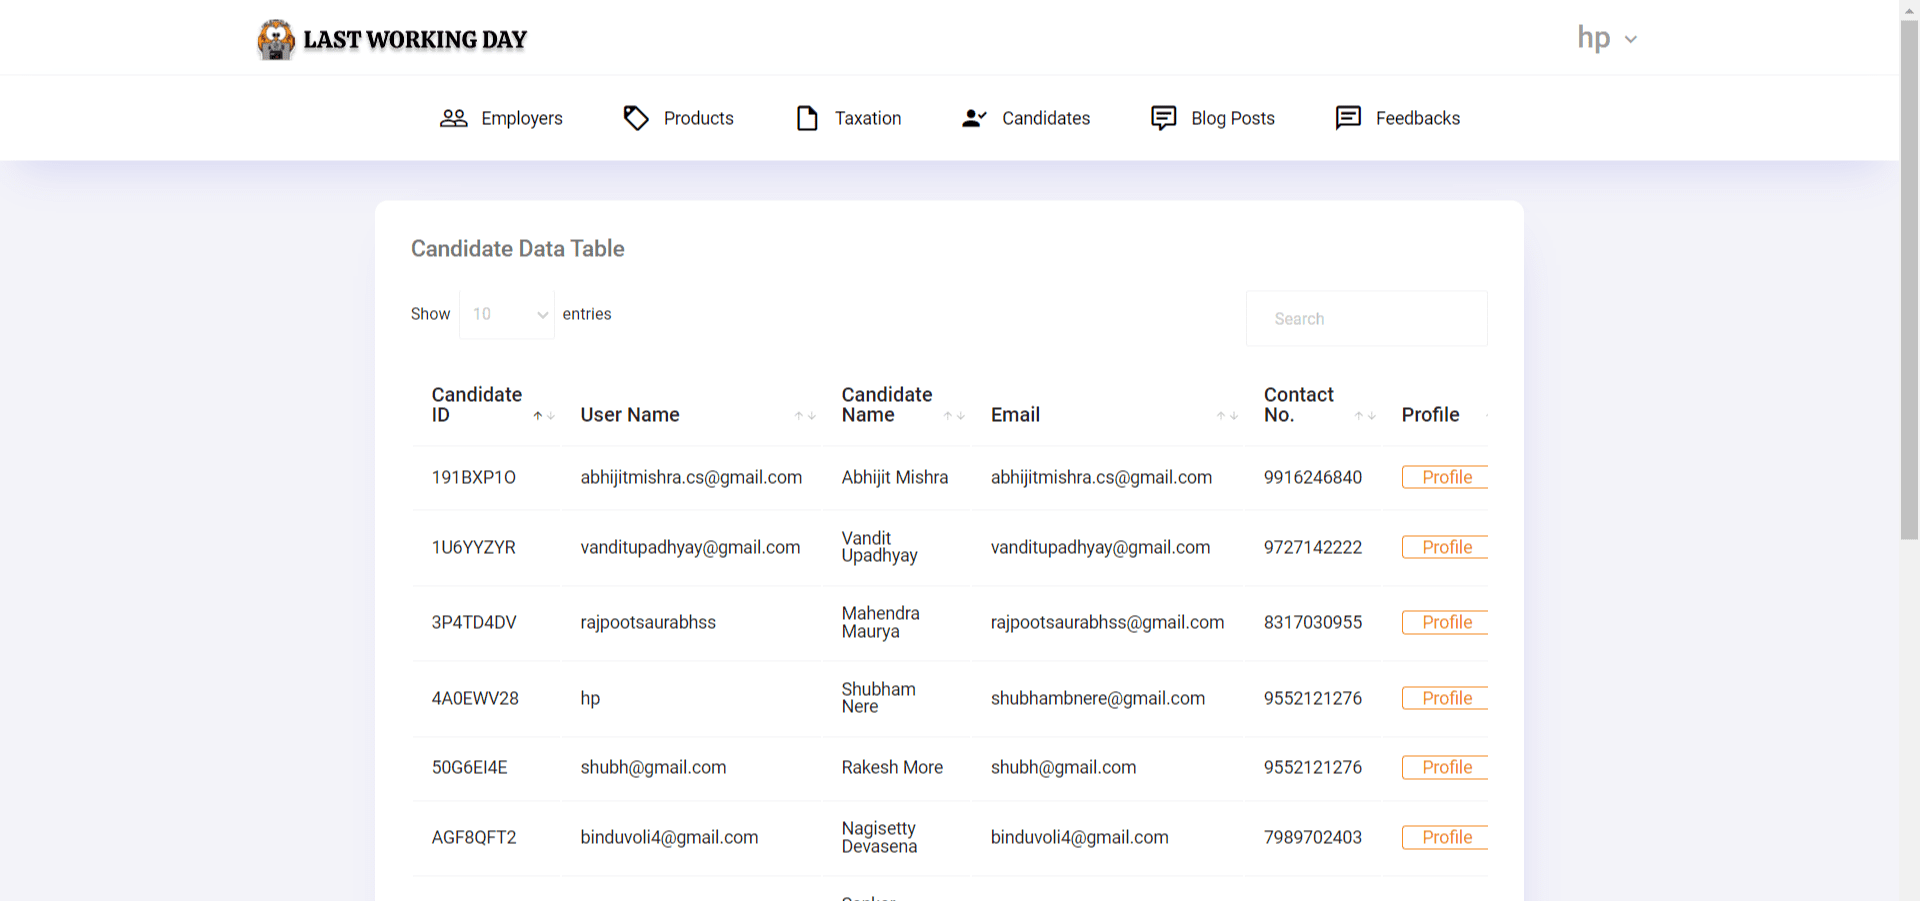 LAST WORKING DAY
hp
Employers Products Taxation Candidates Blog Posts Feedbacks
Candidate Data Table
Show 10 entries
Search
Candidate ID User Name Candidate Name Email Contact No. Profile
191BXP1O abhijitmishra.cs@gmail.com Abhijit Mishra abhijitmishra.cs@gmail.com 9916246840 Profile
1U6YYZYR vanditupadhyay@gmail.com Vandit Upadhyay vanditupadhyay@gmail.com 9727142222 Profile
3P4TD4DV rajpootsaurabhss Mahendra Maurya rajpootsaurabhss@gmail.com 8317030955 Profile
4A0EWV28 hp Shubham Nere shubhambnere@gmail.com 9552121276 Profile
50G6EI4E shubh@gmail.com Rakesh More shubh@gmail.com 9552121276 Profile
AGF8QFT2 binduvoli4@gmail.com Nagisetty Devasena binduvoli4@gmail.com 7989702403 Profile